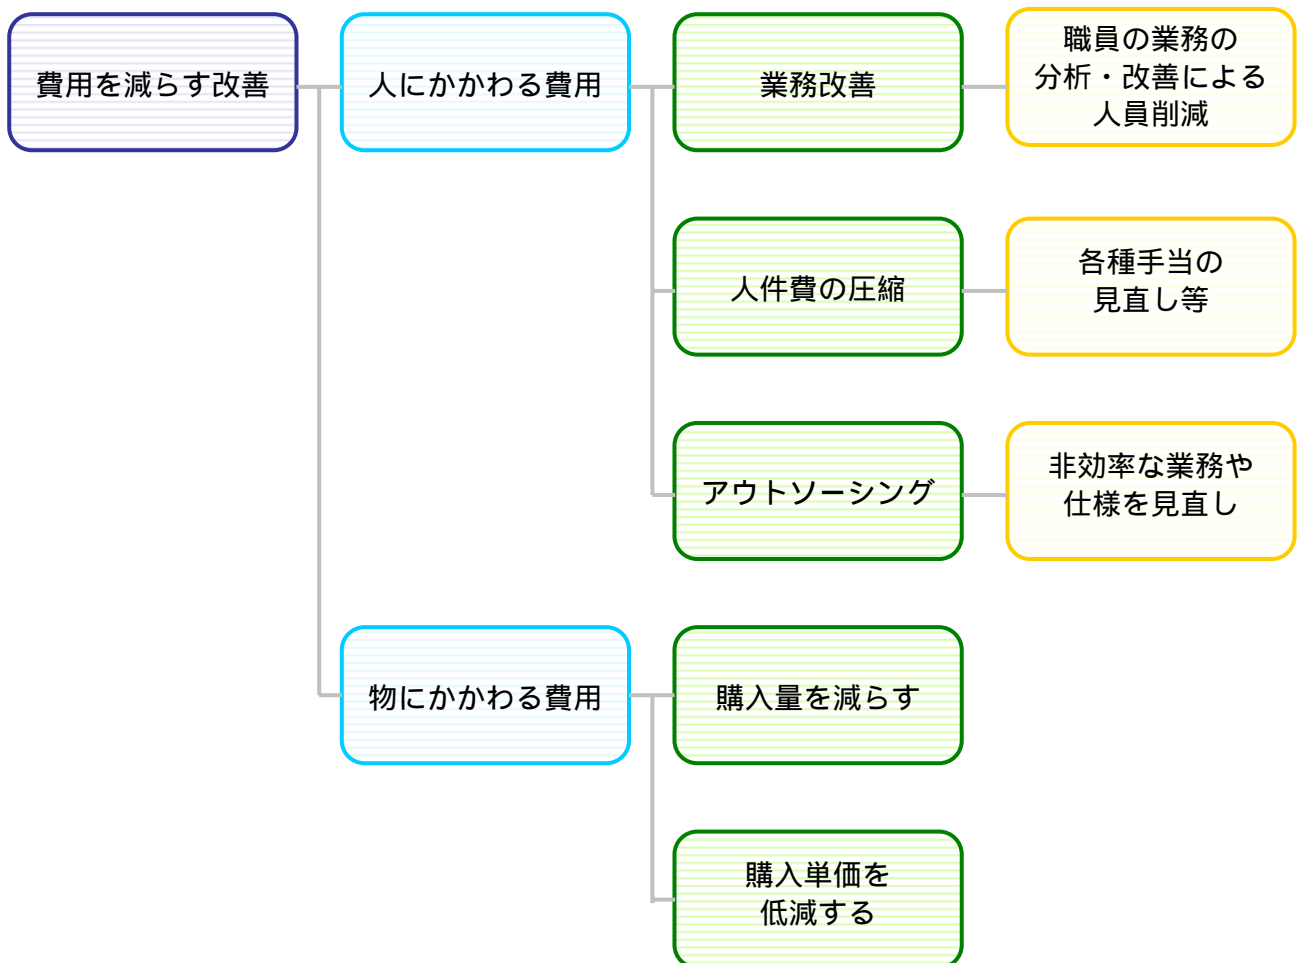 費用を減らす改善
人にかかわる費用
業務改善
職員の業務の
分析・改善による
人員削減
人件費の圧縮
各種手当の
見直し等
アウトソーシング
非効率な業務や
仕様を見直し
物にかかわる費用
購入量を減らす
購入単価を
低減する